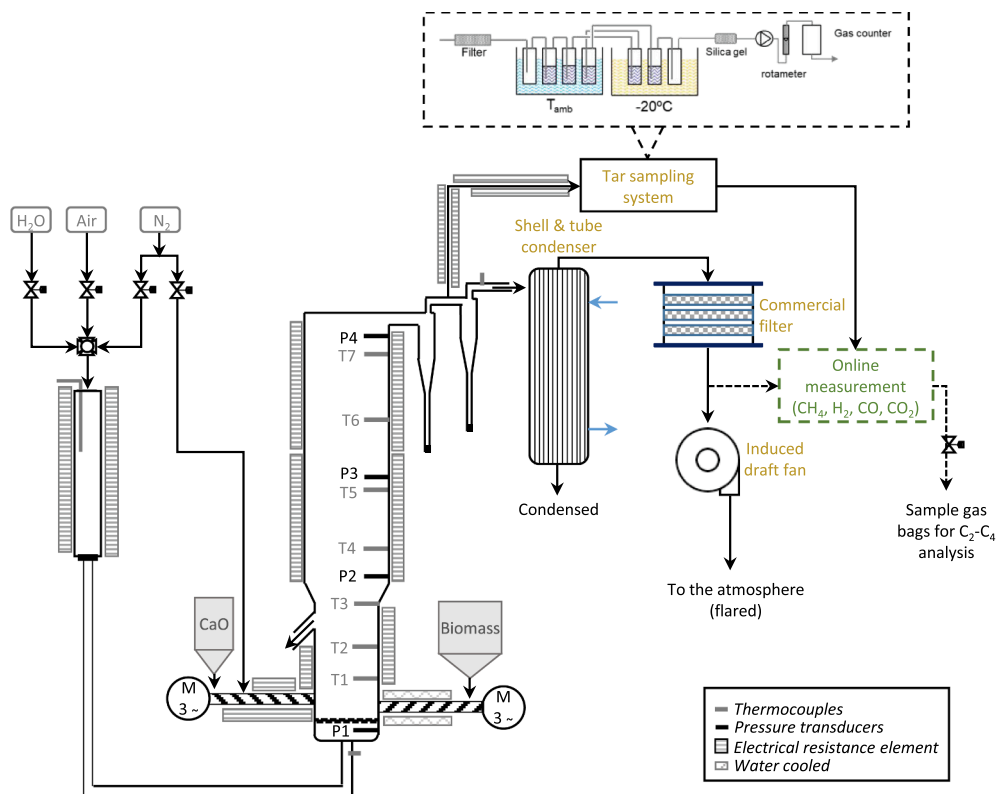 Filter
Silica gel
Gas counter
rotameter
T_amb
-20ºC
Tar sampling
system
H₂O
Air
N₂
Shell & tube
condenser
Commercial
filter
P4
T7
Online
measurement
(CH₄, H₂, CO, CO₂)
T6
P3
T5
Induced
draft fan
Condensed
Sample gas
bags for C₂-C₄
analysis
T4
P2
To the atmosphere
(flared)
T3
CaO
Biomass
T2
T1
M
3 ~
M
3 ~
P1
Thermocouples
Pressure transducers
Electrical resistance element
Water cooled